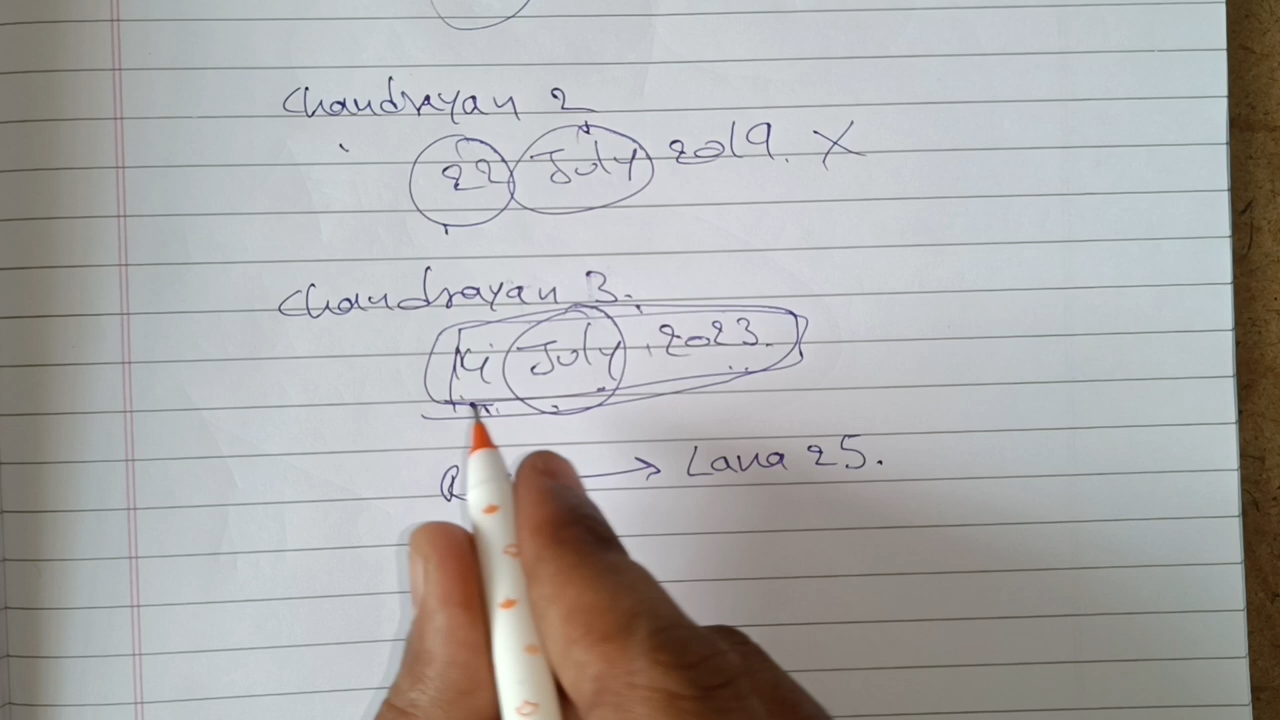 Chandrayan 2
22 July 2019. X
Chandrayan 3.
14 July, 2023.
R → Lana 25.